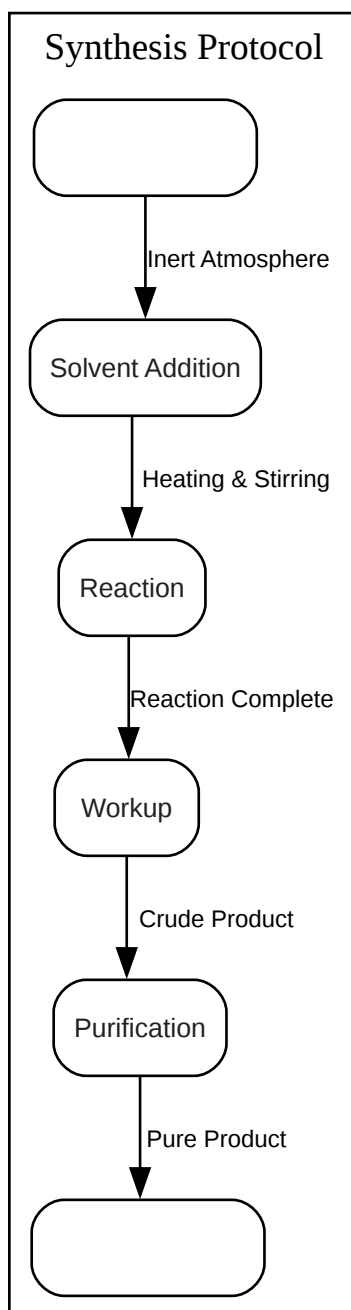 Synthesis Protocol
Inert Atmosphere
Solvent Addition
Heating & Stirring
Reaction
Reaction Complete
Workup
Crude Product
Purification
Pure Product